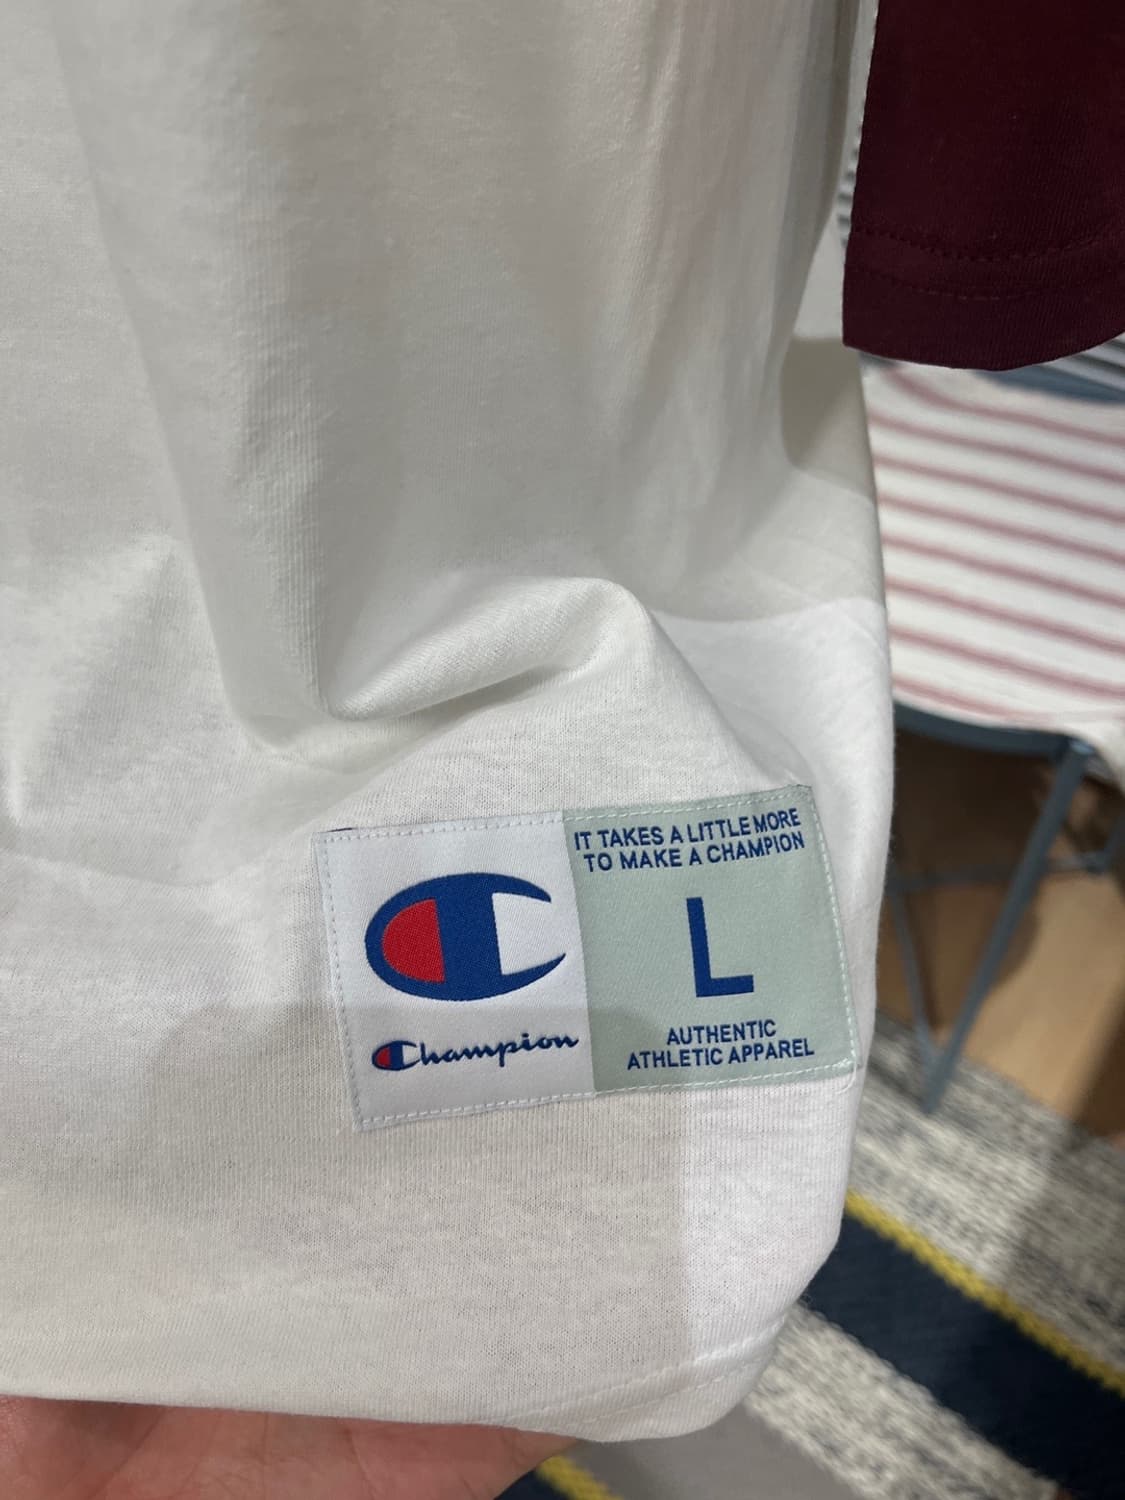 Champion
IT TAKES A LITTLE MORE
TO MAKE A CHAMPION
L
AUTHENTIC
ATHLETIC APPAREL